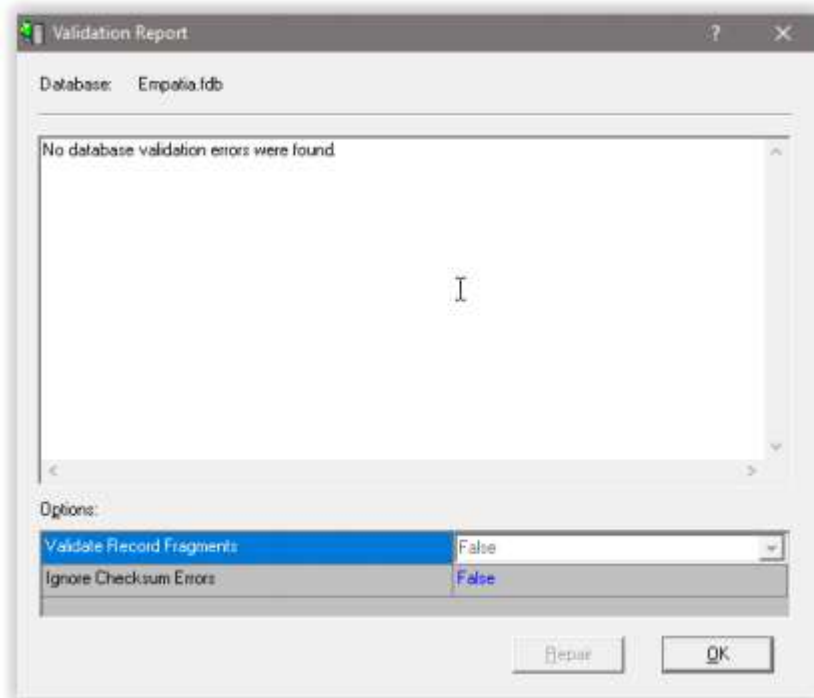 Validation Report
Database: Empatia.fdb
No database validation errors were found.
Options:
Validate Record Fragments False
Ignore Checksum Errors False
Repair OK